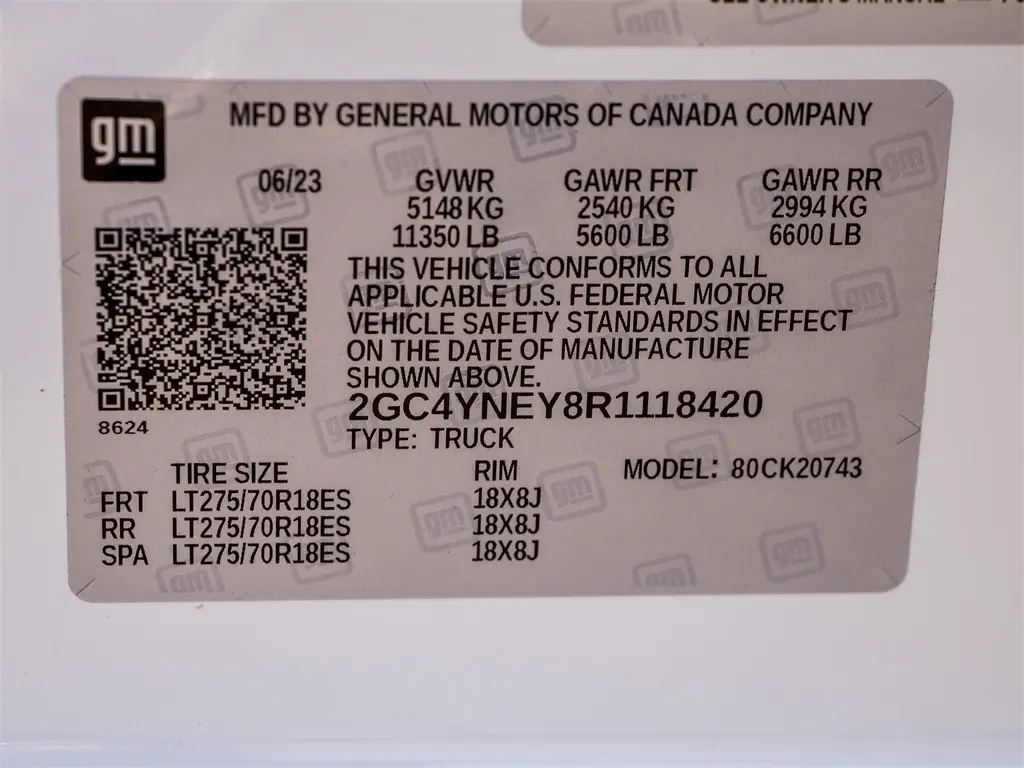 MFD BY GENERAL MOTORS OF CANADA COMPANY
gm
06/23 GVWR GAWR FRT GAWR RR
5148 KG 2540 KG 2994 KG
11350 LB 5600 LB 6600 LB
THIS VEHICLE CONFORMS TO ALL
APPLICABLE U.S. FEDERAL MOTOR
VEHICLE SAFETY STANDARDS IN EFFECT
ON THE DATE OF MANUFACTURE
SHOWN ABOVE.
2GC4YNEY8R1118420
8624
TYPE: TRUCK
TIRE SIZE RIM MODEL: 80CK20743
FRT LT275/70R18ES 18X8J
RR LT275/70R18ES 18X8J
SPA LT275/70R18ES 18X8J